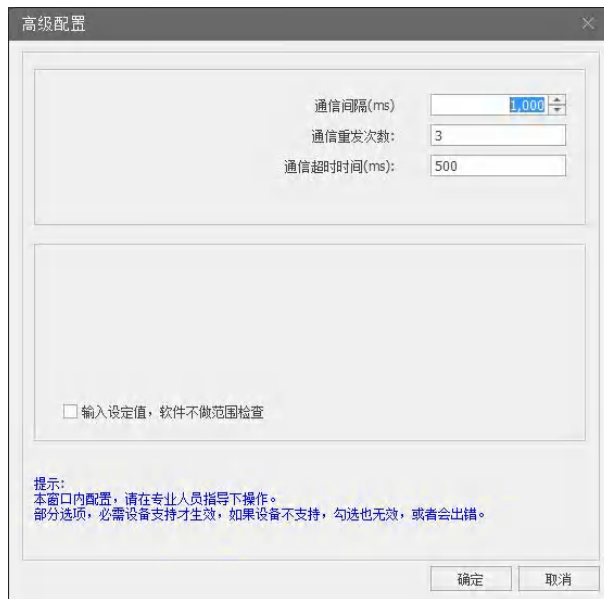 高级配置
通信间隔(ms) 1,000
通信重发次数: 3
通信超时时间(ms): 500
输入设定值，软件不做范围检查
提示:
本窗口内配置，请在专业人员指导下操作。
部分选项，必需设备支持才生效，如果设备不支持，勾选也无效，或者会出错。
确定 取消